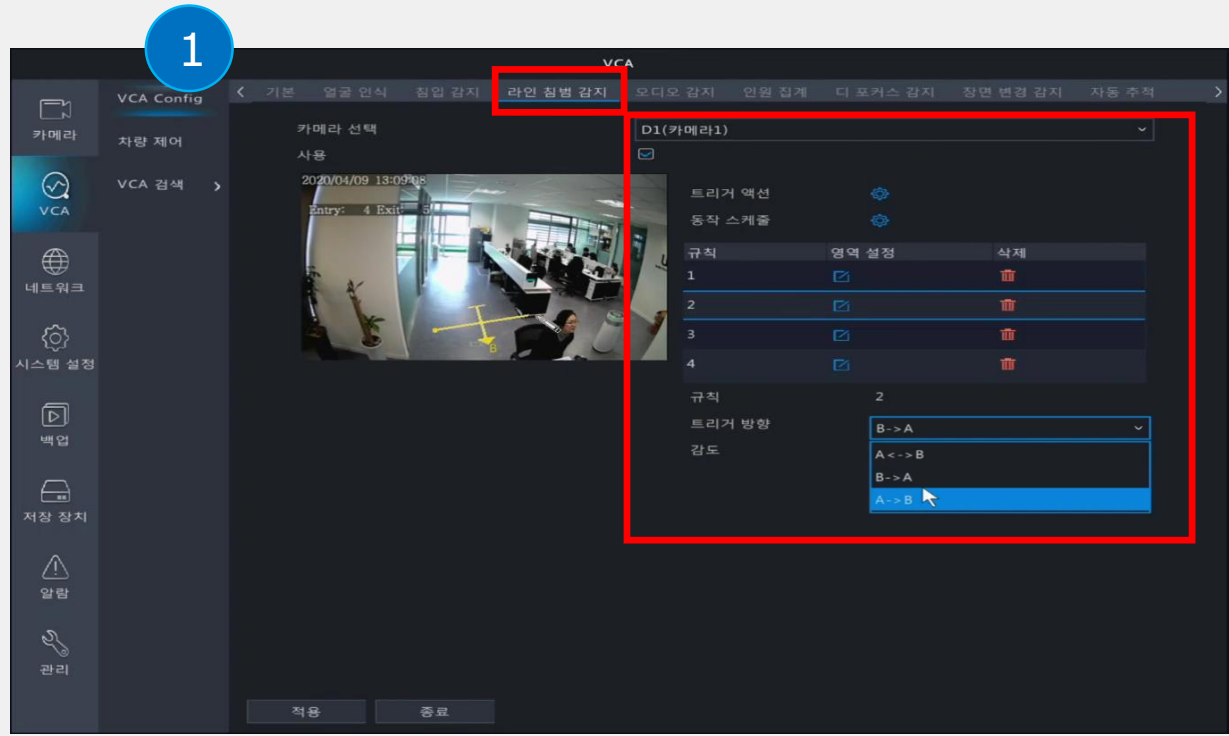 1
VCA
카메라
VCA
네트워크
시스템 설정
백업
저장 장치
알람
관리
VCA Config
차량 제어
VCA 검색 >
< 기본 얼굴 인식 침입 감지 라인 침범 감지 오디오 감지 인원 집계 디 포커스 감지 장면 변경 감지 자동 추적 >
카메라 선택 D1(카메라1)
사용
2020/04/09 13:09:08
Entry: 4 Exit: 5
B
트리거 액션
동작 스케줄
규칙 영역 설정 삭제
1
2
3
4
규칙 2
트리거 방향 B->A
감도
A<->B
B->A
A->B
적용 종료